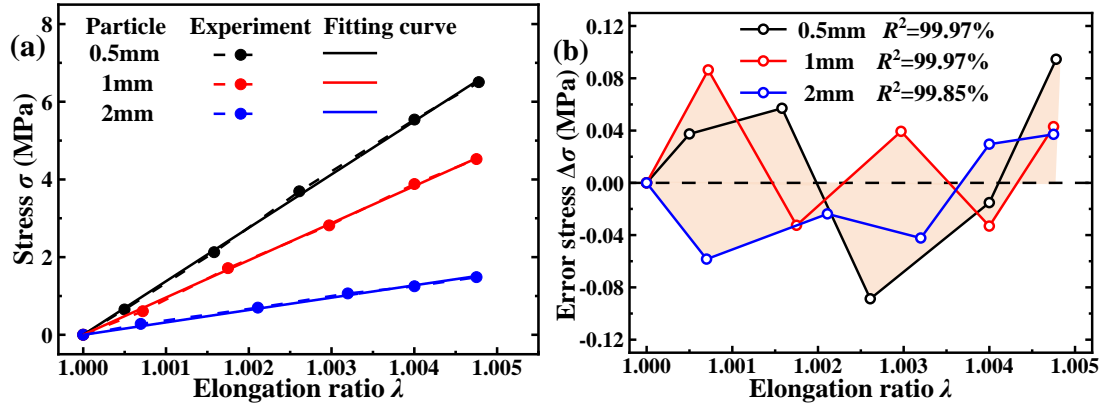 (a)
Particle Experiment Fitting curve
0.5mm
1mm
2mm
Stress σ (MPa)
8
6
4
2
0
1.000 1.001 1.002 1.003 1.004 1.005
Elongation ratio λ
(b)
0.5mm R²=99.97%
1mm R²=99.97%
2mm R²=99.85%
Error stress Δσ (MPa)
0.12
0.08
0.04
0.00
-0.04
-0.08
-0.12
1.000 1.001 1.002 1.003 1.004 1.005
Elongation ratio λ